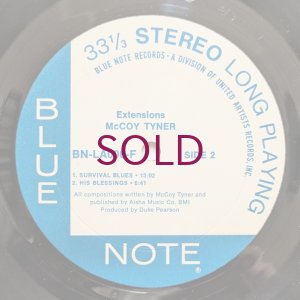 33⅓ STEREO LONG PLAYING
BLUE NOTE RECORDS • A DIVISION OF UNITED ARTISTS RECORDS, INC.
Extensions
McCOY TYNER
SIDE 2
SOLD
1. SURVIVAL BLUES • 13:02
2. HIS BLESSINGS • 6:41
All compositions written by McCoy Tyner and
published by Aisha Music Co. BMI
Produced by Duke Pearson
BLUE
NOTE®